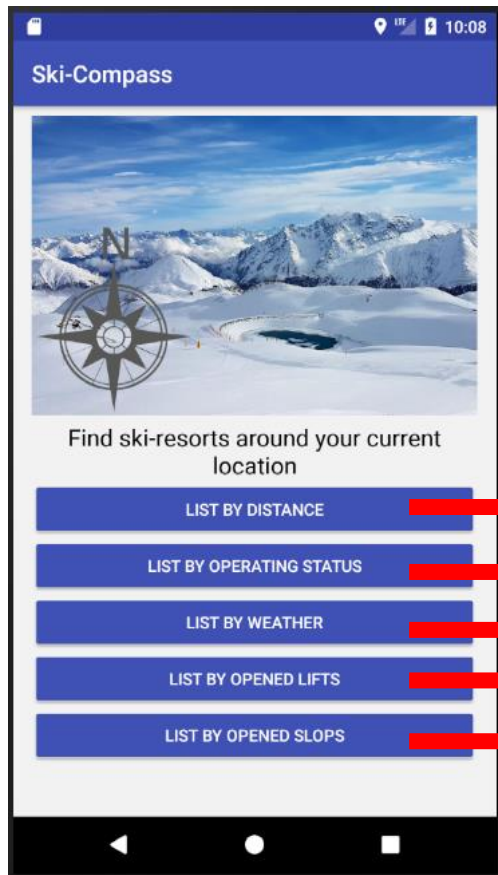 LTE 10:08
Ski-Compass
N
Find ski-resorts around your current
location
LIST BY DISTANCE
LIST BY OPERATING STATUS
LIST BY WEATHER
LIST BY OPENED LIFTS
LIST BY OPENED SLOPS